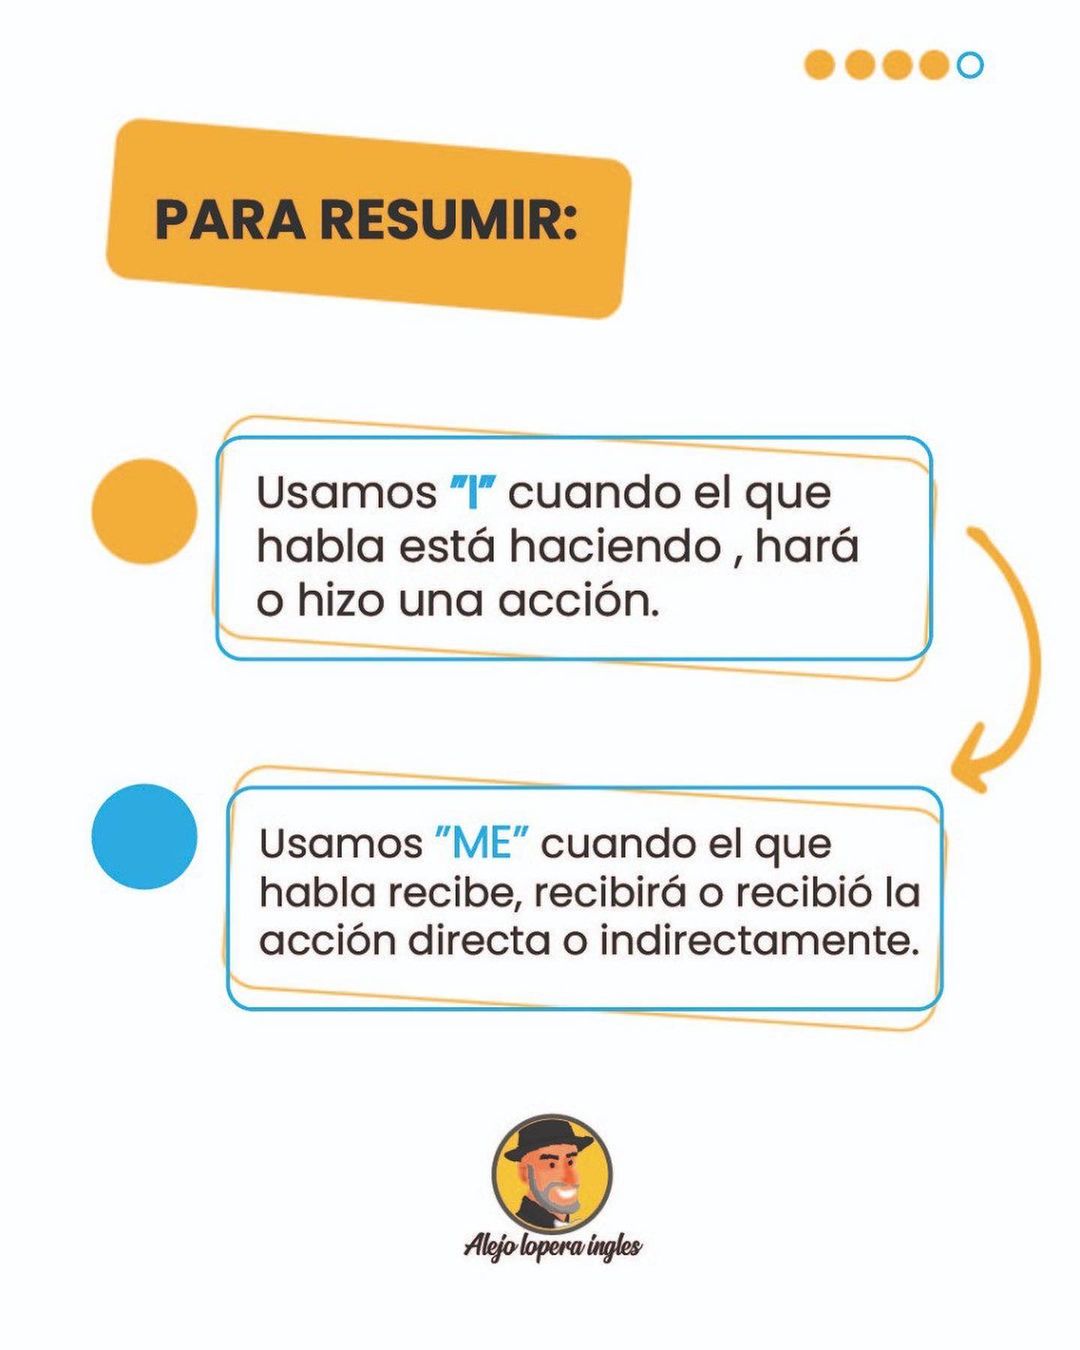 PARA RESUMIR:
Usamos "I" cuando el que
habla está haciendo , hará
o hizo una acción.
Usamos "ME" cuando el que
habla recibe, recibirá o recibió la
acción directa o indirectamente.
Alejo lopera ingles